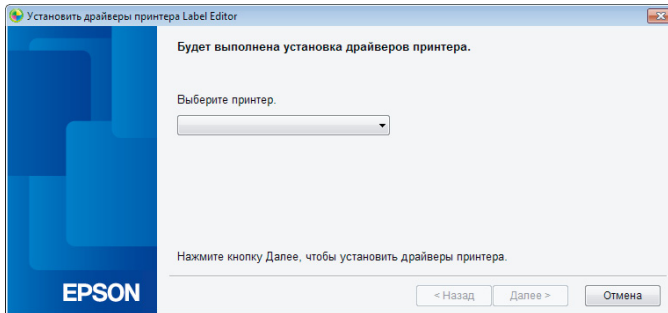 Установить драйверы принтера Label Editor
Будет выполнена установка драйверов принтера.
Выберите принтер.
Нажмите кнопку Далее, чтобы установить драйверы принтера.
EPSON
< Назад
Далее >
Отмена